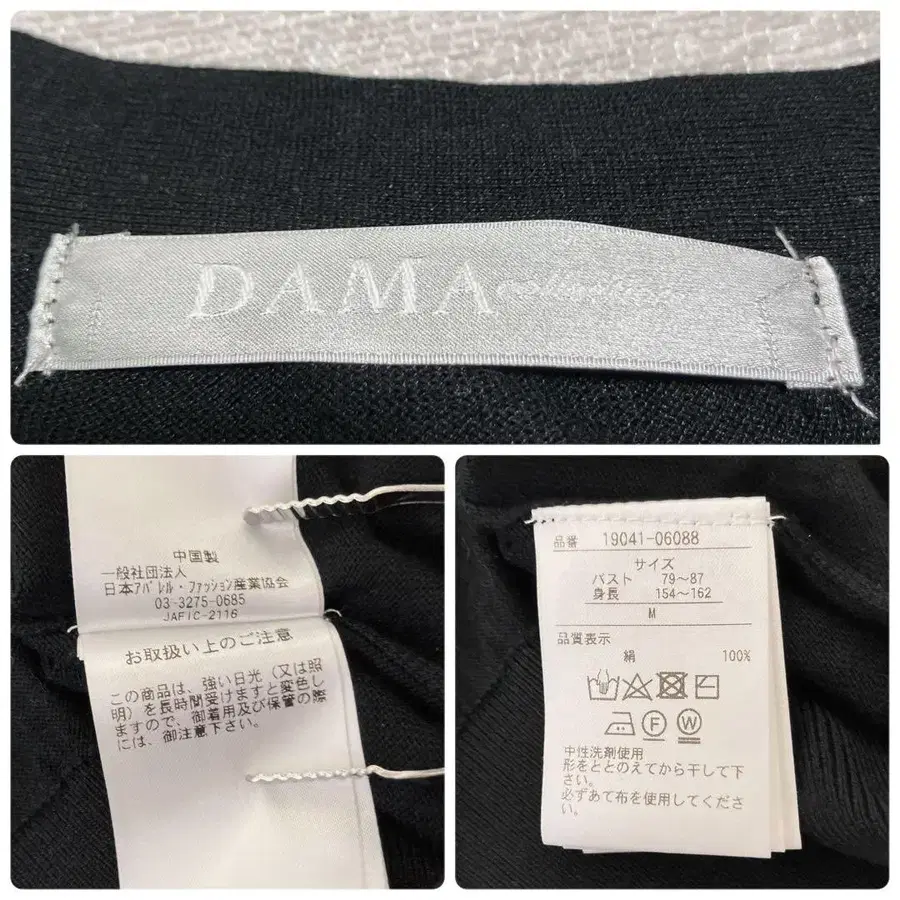 DAMA collection
中国製
一般社団法人
日本ｱﾊﾟﾚﾙ・ﾌｧｯｼｮﾝ産業協会
03-3275-0685
JAFIC-2116
お取扱い上のご注意
この商品は、強い日光（又は照
明）を長時間受けますと変色し
ますので、御着用及び保管の際
には、御注意下さい。
品番 19041-06088
サイズ
バスト 79～87
身長 154～162
M
品質表示
絹 100%
F W
中性洗剤使用
形をととのえてから干して下
さい。
必ずあて布を使用してくださ
い。